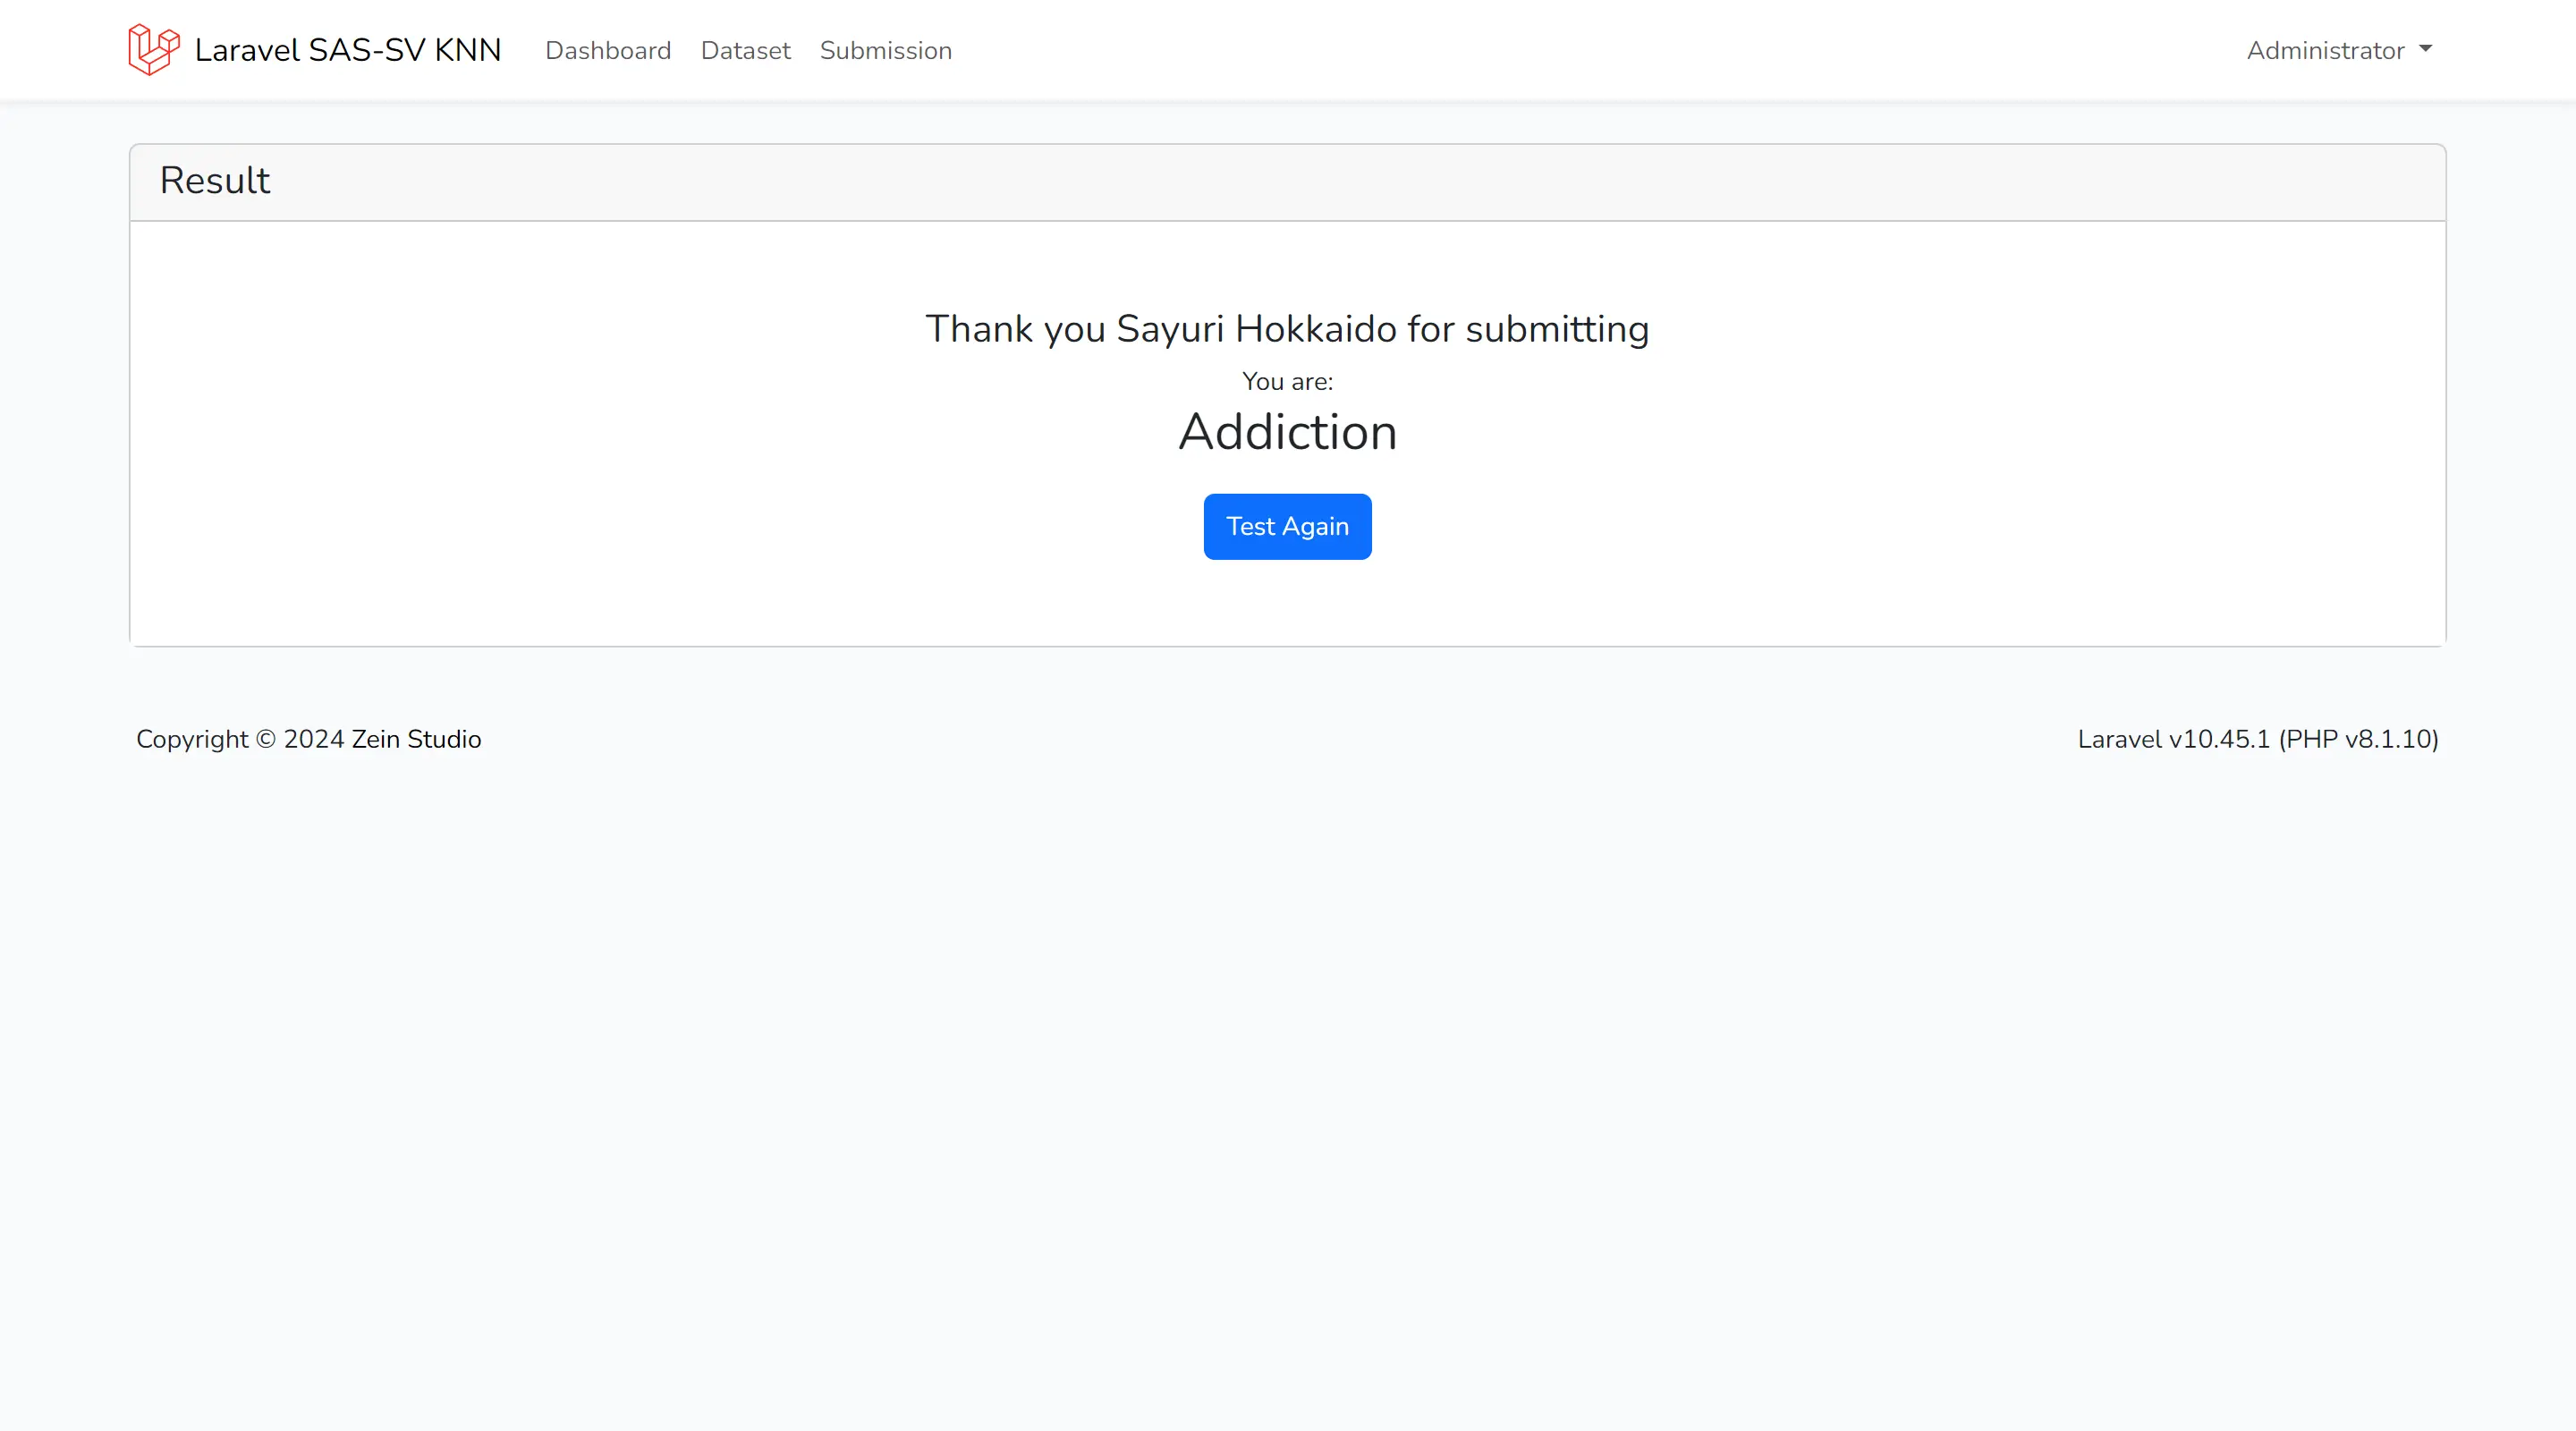 Laravel SAS-SV KNN Dashboard Dataset Submission Administrator
Result
Thank you Sayuri Hokkaido for submitting
You are:
Addiction
Test Again
Copyright © 2024 Zein Studio Laravel v10.45.1 (PHP v8.1.10)